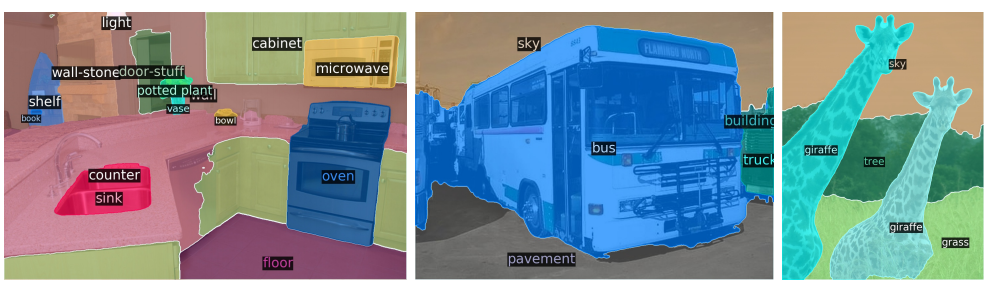 light
cabinet
wall-stone
door-stuff
microwave
potted plant
wall
shelf
vase
book
bowl
counter
oven
sink
floor
sky
FLAMINGO NORTH
building
bus
truck
pavement
sky
giraffe
tree
giraffe
grass